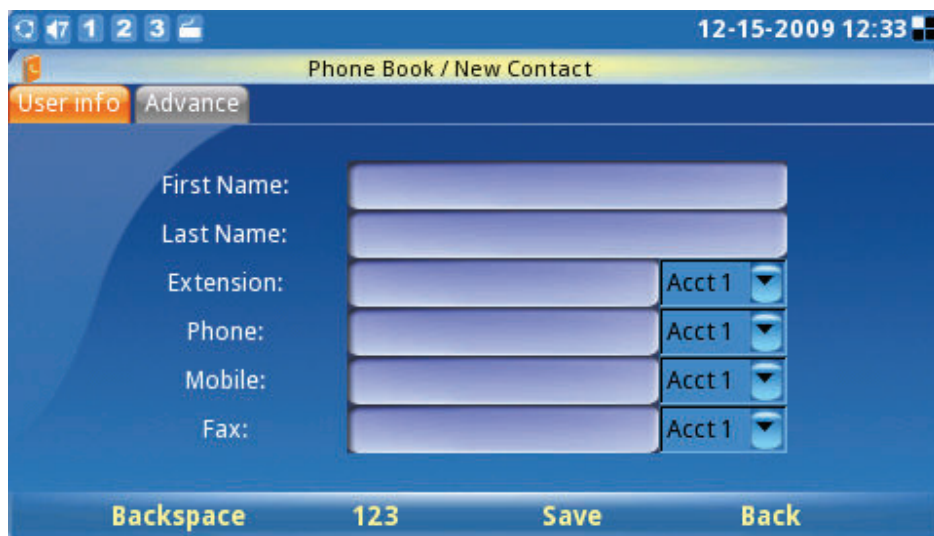 7 1 2 3 12-15-2009 12:33
Phone Book / New Contact
User info Advance
First Name:
Last Name:
Extension: Acct 1
Phone: Acct 1
Mobile: Acct 1
Fax: Acct 1
Backspace 123 Save Back